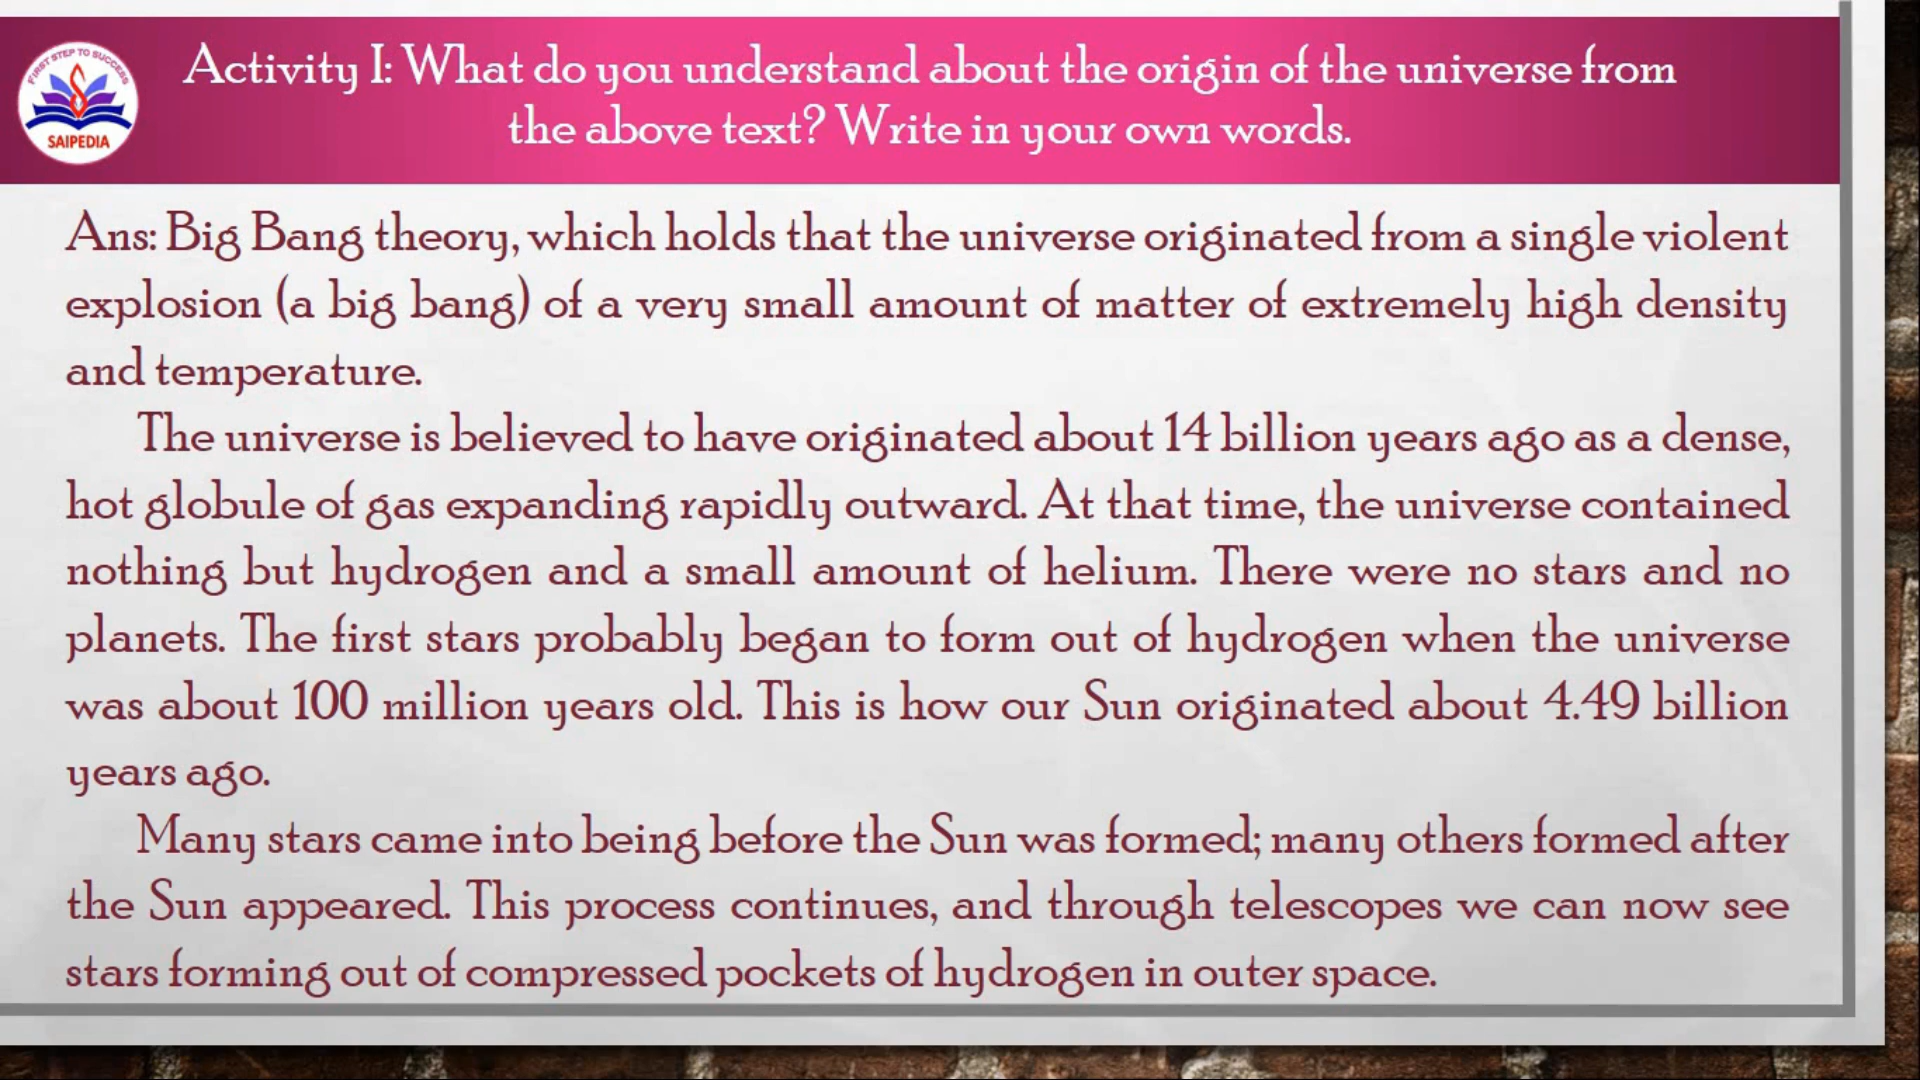 FIRST STEP TO SUCCESS
SAIPEDIA
Activity I: What do you understand about the origin of the universe from
the above text? Write in your own words.
Ans: Big Bang theory, which holds that the universe originated from a single violent
explosion (a big bang) of a very small amount of matter of extremely high density
and temperature.
The universe is believed to have originated about 14 billion years ago as a dense,
hot globule of gas expanding rapidly outward. At that time, the universe contained
nothing but hydrogen and a small amount of helium. There were no stars and no
planets. The first stars probably began to form out of hydrogen when the universe
was about 100 million years old. This is how our Sun originated about 4.49 billion
years ago.
Many stars came into being before the Sun was formed; many others formed after
the Sun appeared. This process continues, and through telescopes we can now see
stars forming out of compressed pockets of hydrogen in outer space.